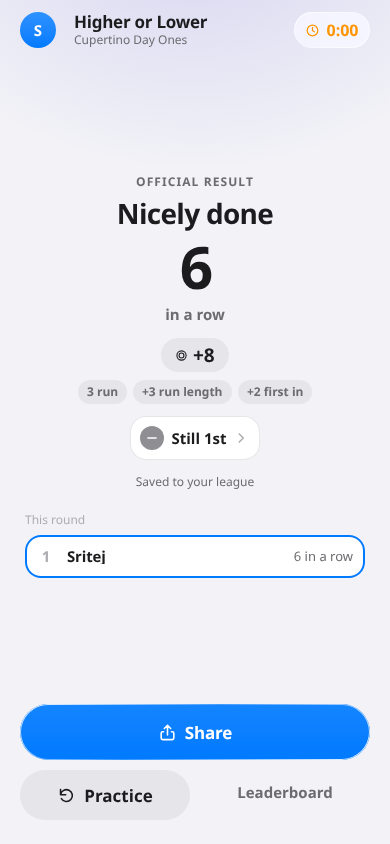 S
Higher or Lower
Cupertino Day Ones
0:00
OFFICIAL RESULT
Nicely done
6
in a row
+8
3 run
+3 run length
+2 first in
Still 1st
Saved to your league
This round
1 Sritej 6 in a row
Share
Practice
Leaderboard